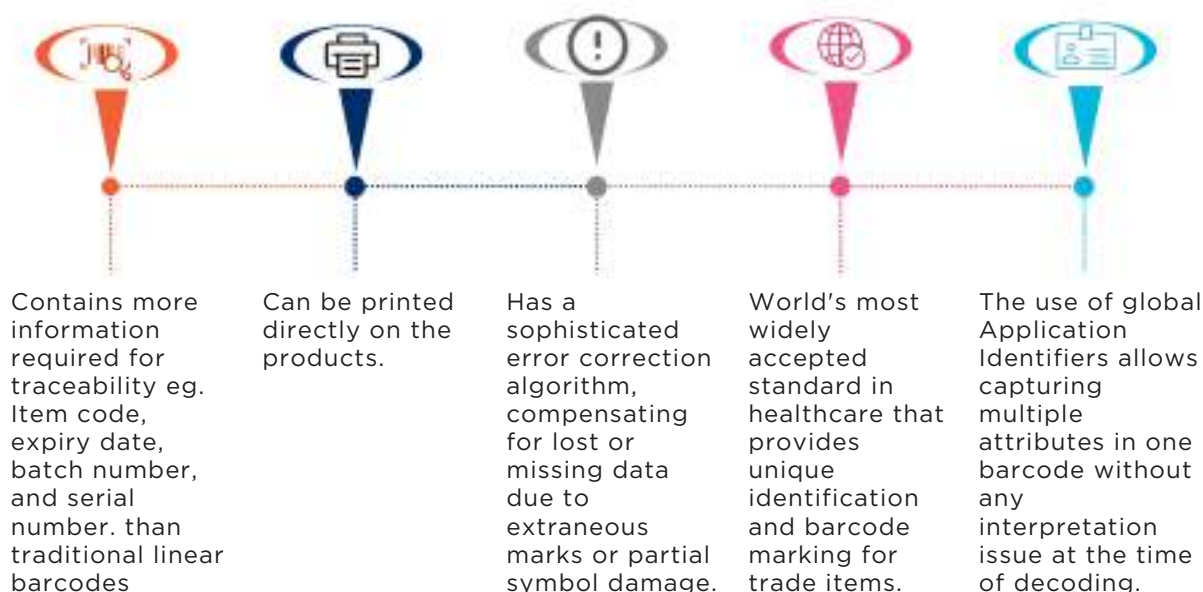 Contains more
information
required for
traceability eg.
Item code,
expiry date,
batch number,
and serial
number. than
traditional linear
barcodes
Can be printed
directly on the
products.
Has a
sophisticated
error correction
algorithm,
compensating
for lost or
missing data
due to
extraneous
marks or partial
symbol damage.
World's most
widely
accepted
standard in
healthcare that
provides
unique
identification
and barcode
marking for
trade items.
The use of global
Application
Identifiers allows
capturing
multiple
attributes in one
barcode without
any
interpretation
issue at the time
of decoding.